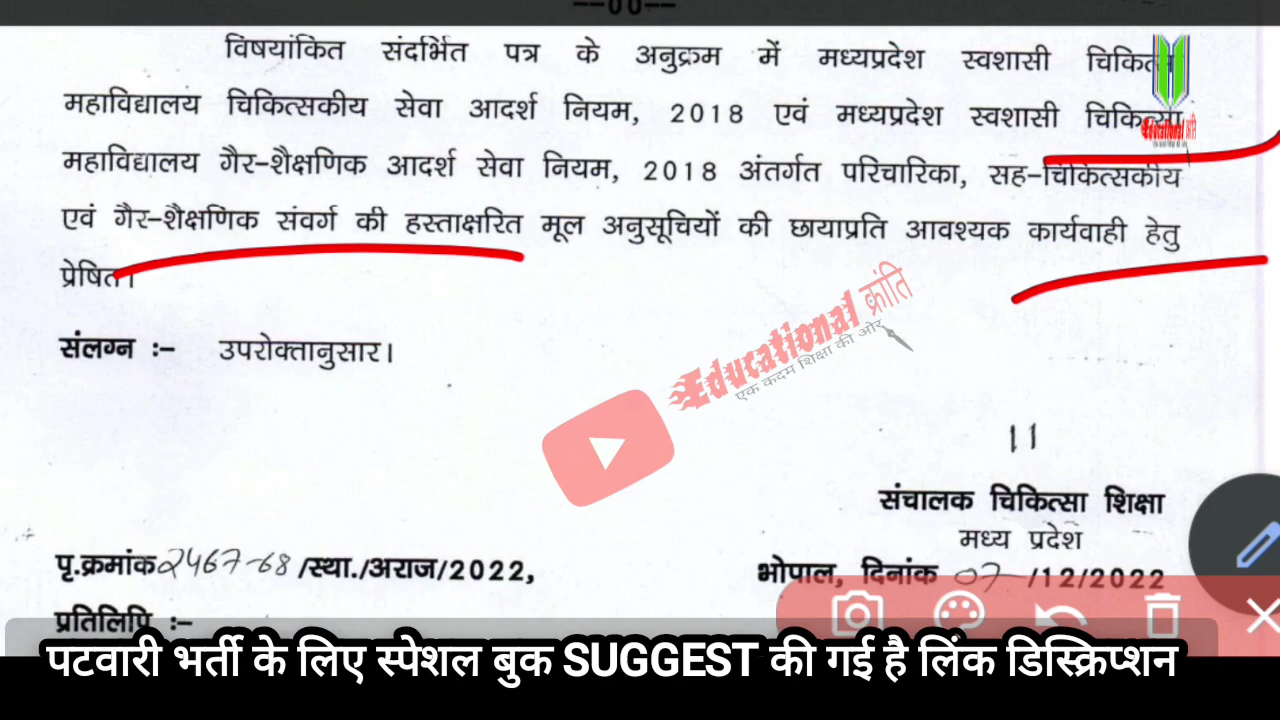 --00--
विषयांकित संदर्भित पत्र के अनुक्रम में मध्यप्रदेश स्वशासी
महाविद्यालय चिकित्सकीय सेवा आदर्श नियम, 2018 एवं मध्यप्रदेश स्वशासी चिकित्सा
महाविद्यालय गैर-शैक्षणिक आदर्श सेवा नियम, 2018 अंतर्गत परिचारिका, सह-चिकित्सकीय
एवं गैर-शैक्षणिक संवर्ग की हस्ताक्षरित मूल अनुसूचियों की छायाप्रति आवश्यक कार्यवाही हेतु
प्रेषित।
संलग्न :- उपरोक्तानुसार।
Educational क्रांति
एक कदम शिक्षा की ओर
संचालक चिकित्सा शिक्षा
मध्य प्रदेश
पृ.क्रमांक 2467-68 /स्था./अराज/2022, भोपाल, दिनांक 07/12/2022
प्रतिलिपि :-
पटवारी भर्ती के लिए स्पेशल बुक SUGGEST की गई है लिंक डिस्क्रिप्शन